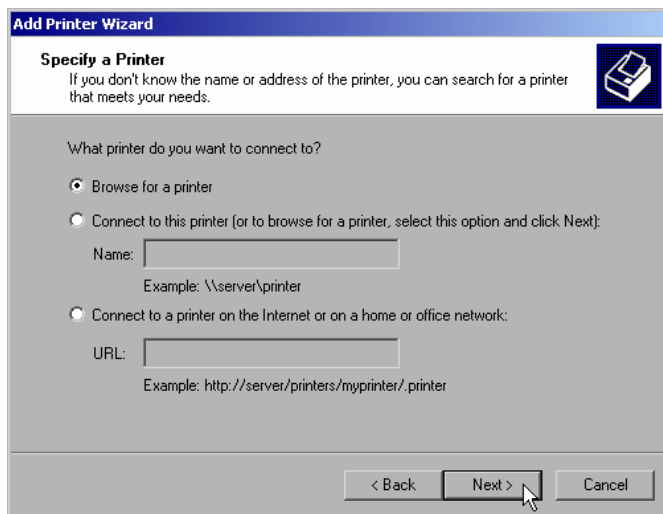 Add Printer Wizard
Specify a Printer
If you don't know the name or address of the printer, you can search for a printer
that meets your needs.
What printer do you want to connect to?
Browse for a printer
Connect to this printer (or to browse for a printer, select this option and click Next):
Name:
Example: \\server\printer
Connect to a printer on the Internet or on a home or office network:
URL:
Example: http://server/printers/myprinter/.printer
< Back Next > Cancel